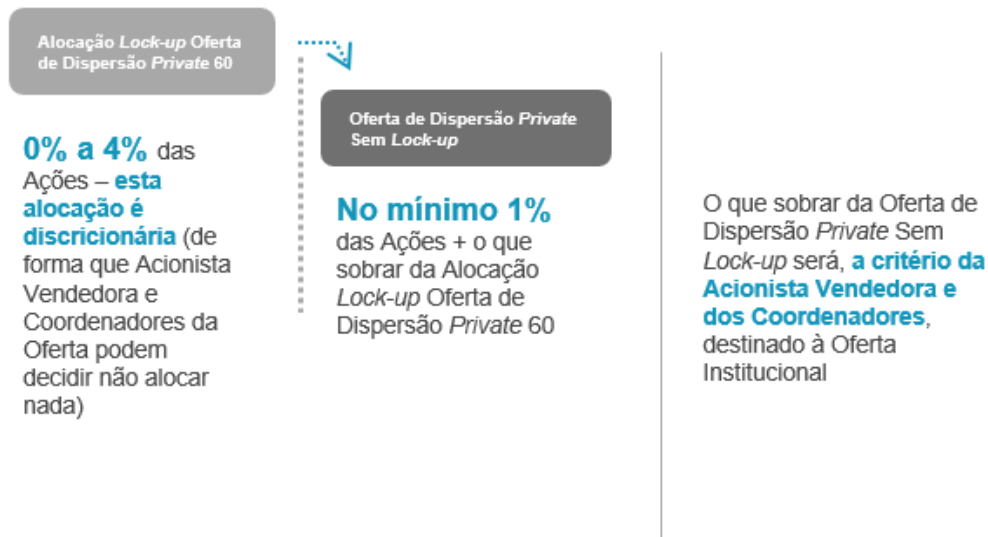 Alocação Lock-up Oferta
de Dispersão Private 60
0% a 4% das
Ações – esta
alocação é
discricionária (de
forma que Acionista
Vendedora e
Coordenadores da
Oferta podem
decidir não alocar
nada)
Oferta de Dispersão Private
Sem Lock-up
No mínimo 1%
das Ações + o que
sobrar da Alocação
Lock-up Oferta de
Dispersão Private 60
O que sobrar da Oferta de
Dispersão Private Sem
Lock-up será, a critério da
Acionista Vendedora e
dos Coordenadores,
destinado à Oferta
Institucional